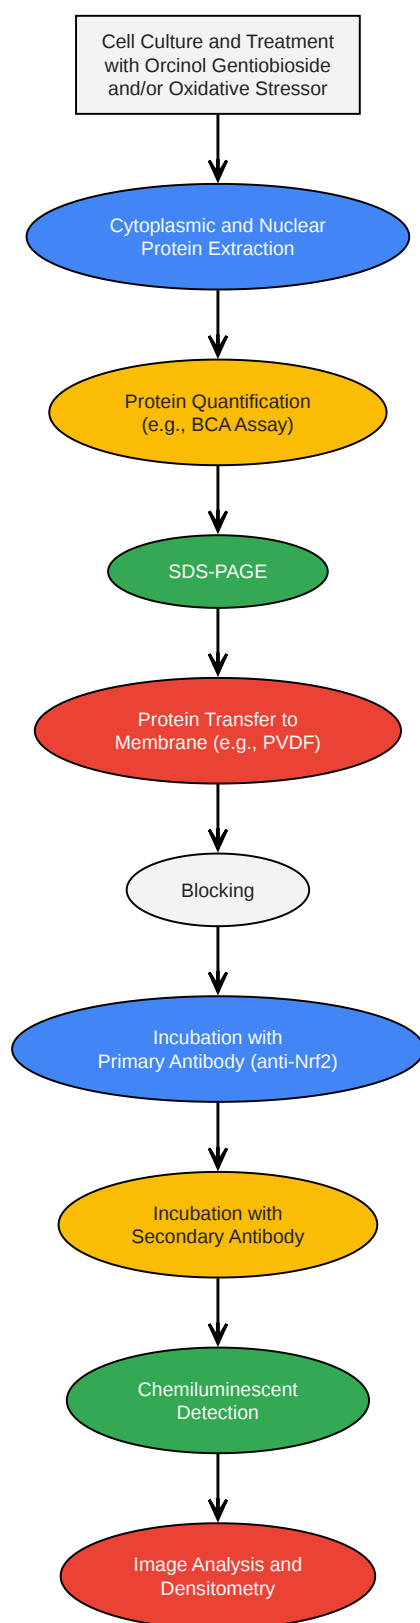 Cell Culture and Treatment
with Orcinol Gentiobioside
and/or Oxidative Stressor
Cytoplasmic and Nuclear
Protein Extraction
Protein Quantification
(e.g., BCA Assay)
SDS-PAGE
Protein Transfer to
Membrane (e.g., PVDF)
Blocking
Incubation with
Primary Antibody (anti-Nrf2)
Incubation with
Secondary Antibody
Chemiluminescent
Detection
Image Analysis and
Densitometry